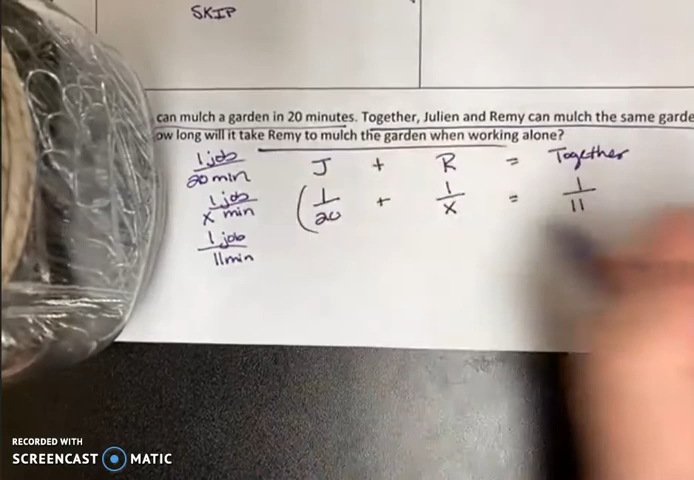 SKIP
can mulch a garden in 20 minutes. Together, Julien and Remy can mulch the same garde
ow long will it take Remy to mulch the garden when working alone?
1 job / 20 min
J + R = Together
1 job / x min
( 1/20 + 1/x = 1/11
1 job / 11 min
RECORDED WITH
SCREENCAST MATIC